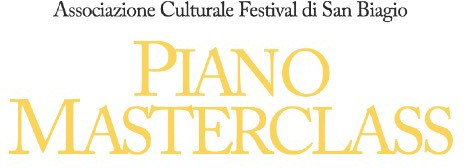 Associazione Culturale Festival di San Biagio
PIANO
MASTERCLASS